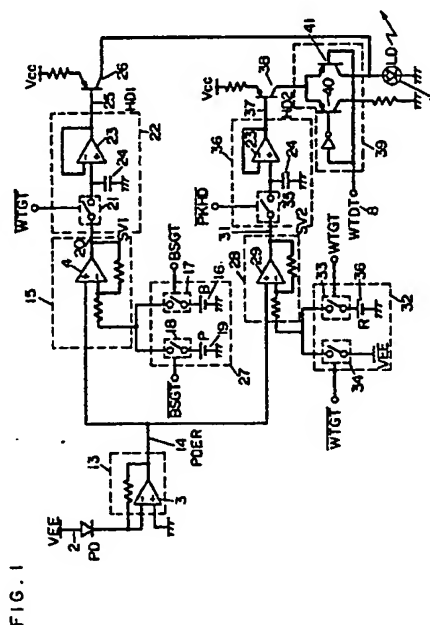 FIG. 1
VEE
2
PD
13
3
14
PDER
15
4
20
SV1
WTGT
21
22
23
24
25
HD1
Vcc
26
18
17
BSGT
BSGT
P
19
B
16
27
28
29
31
SV2
PRHD
35
36
23
24
37
HD2
Vcc
38
41
40
39
LD
WTDT
8
WTGT
34
33
WTGT
R
36
VEE
32